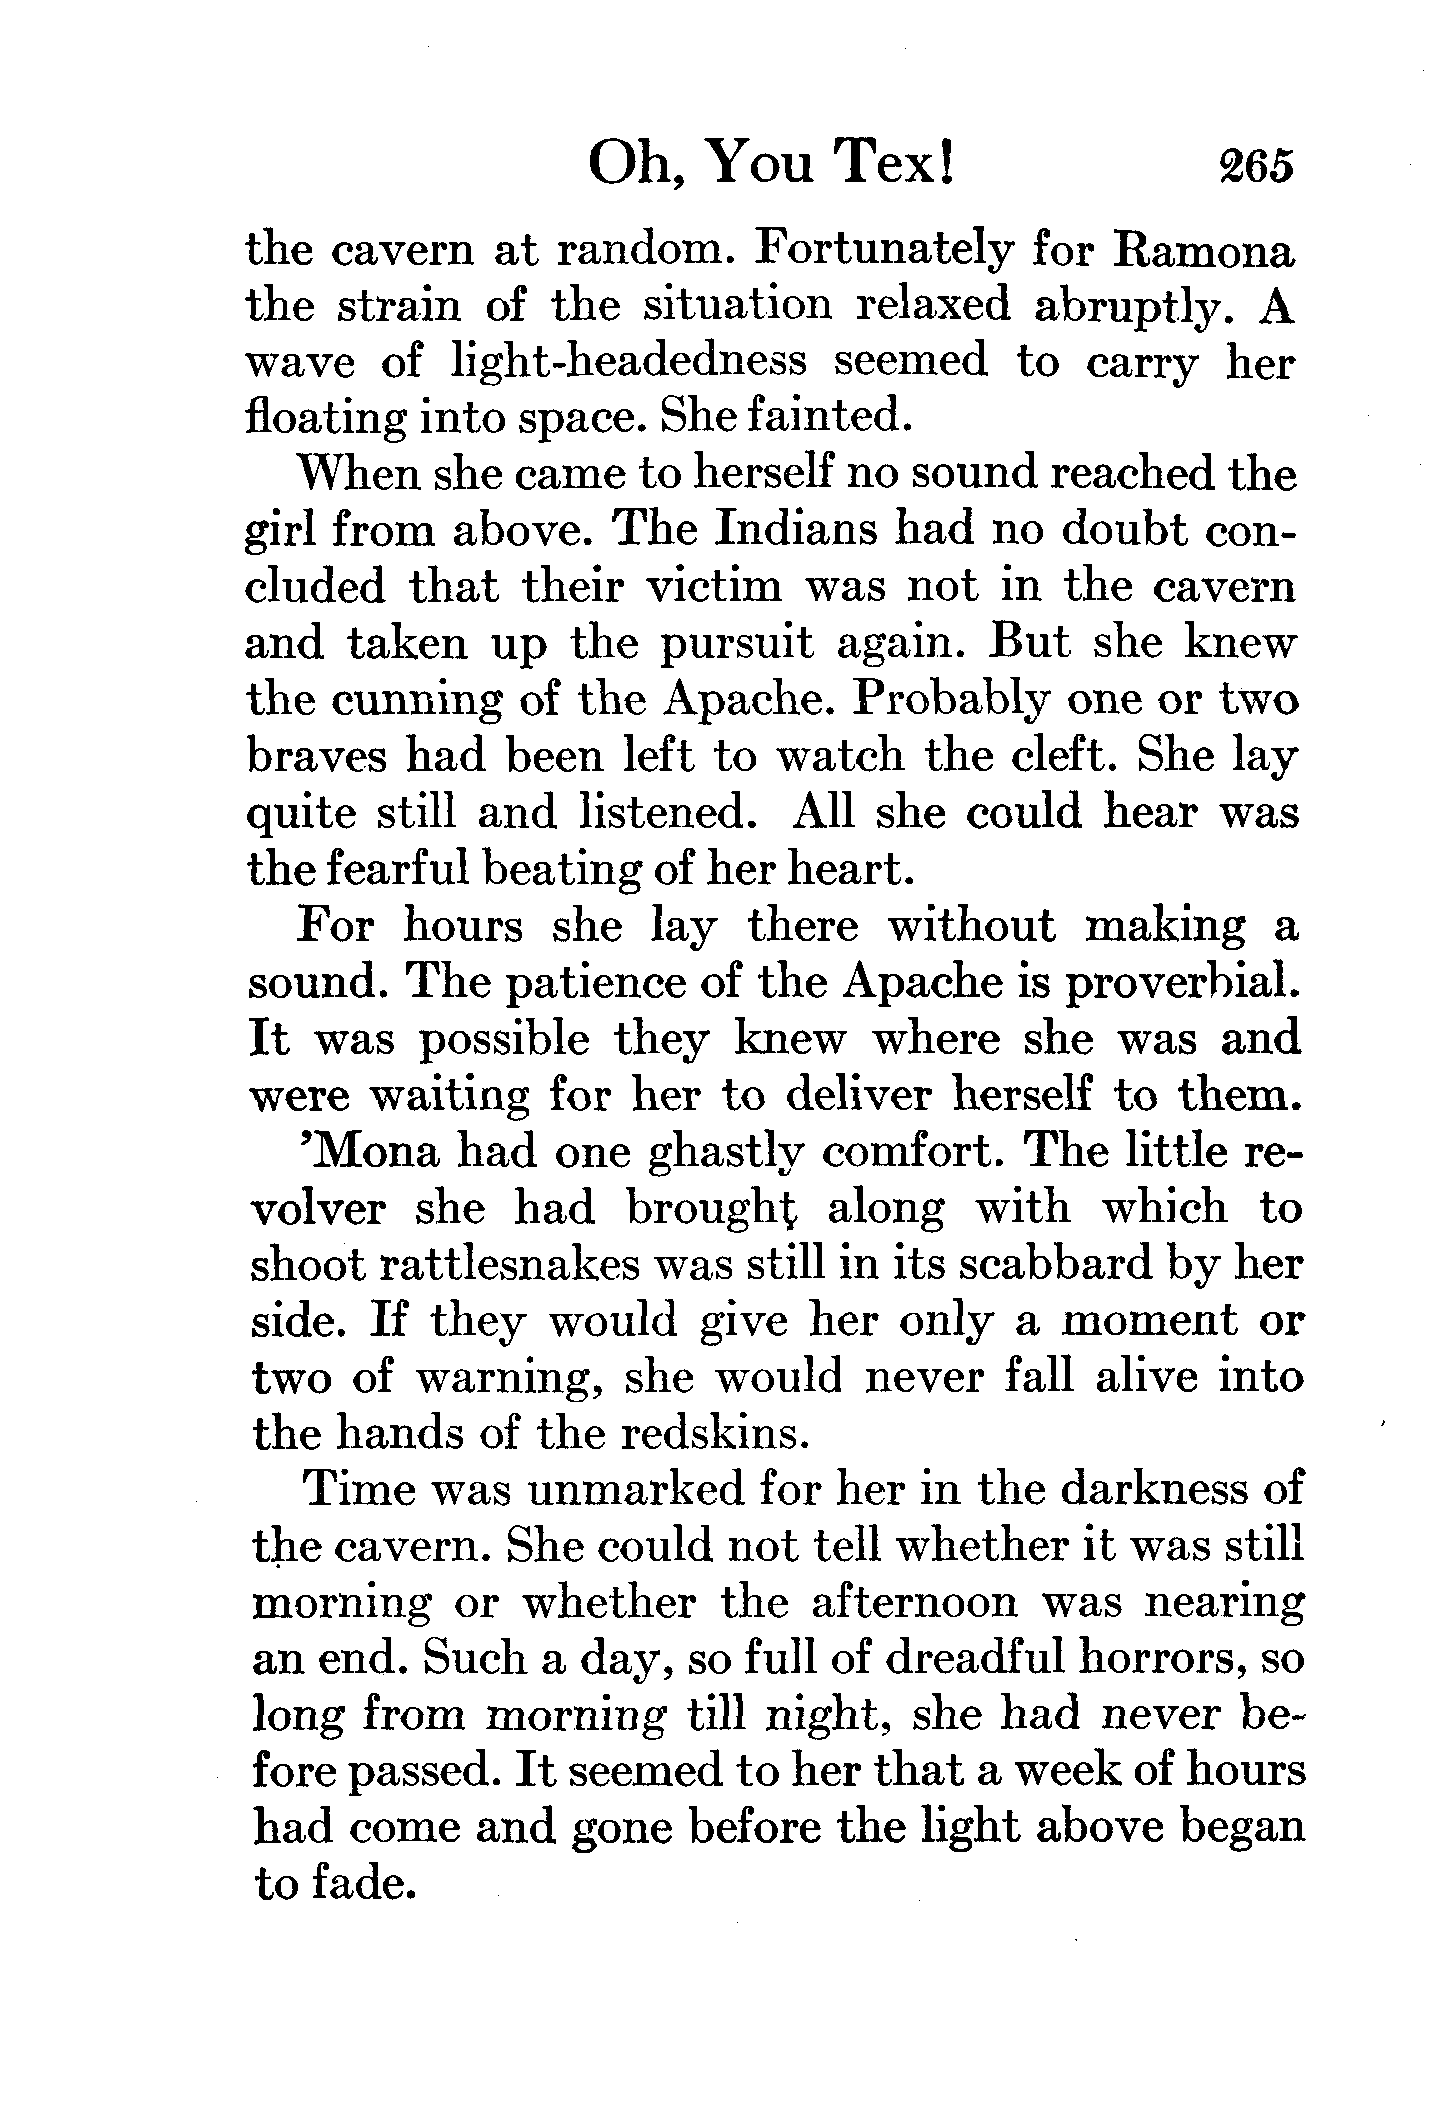 Oh, You Tex! 265
the cavern at random. Fortunately for Ramona
the strain of the situation relaxed abruptly. A
wave of light-headedness seemed to carry her
floating into space. She fainted.
When she came to herself no sound reached the
girl from above. The Indians had no doubt con-
cluded that their victim was not in the cavern
and taken up the pursuit again. But she knew
the cunning of the Apache. Probably one or two
braves had been left to watch the cleft. She lay
quite still and listened. All she could hear was
the fearful beating of her heart.
For hours she lay there without making a
sound. The patience of the Apache is proverbial.
It was possible they knew where she was and
were waiting for her to deliver herself to them.
’Mona had one ghastly comfort. The little re-
volver she had brought along with which to
shoot rattlesnakes was still in its scabbard by her
side. If they would give her only a moment or
two of warning, she would never fall alive into
the hands of the redskins.
Time was unmarked for her in the darkness of
the cavern. She could not tell whether it was still
morning or whether the afternoon was nearing
an end. Such a day, so full of dreadful horrors, so
long from morning till night, she had never be-
fore passed. It seemed to her that a week of hours
had come and gone before the light above began
to fade.